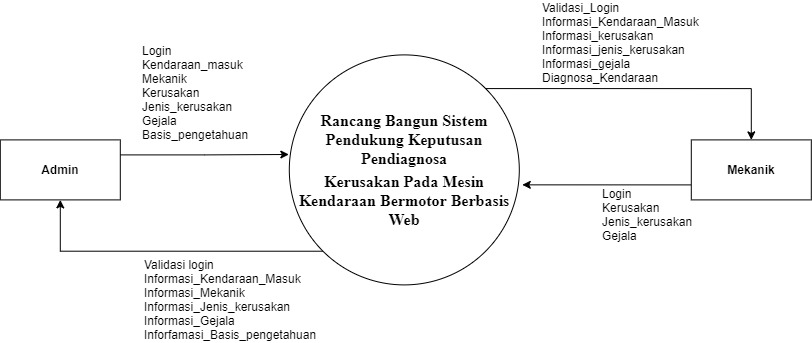 Validasi_Login
Informasi_Kendaraan_Masuk
Informasi_kerusakan
Informasi_jenis_kerusakan
Informasi_gejala
Diagnosa_Kendaraan
Login
Kendaraan_masuk
Mekanik
Kerusakan
Jenis_kerusakan
Gejala
Basis_pengetahuan
Admin
Rancang Bangun Sistem
Pendukung Keputusan
Pendiagnosa
Kerusakan Pada Mesin
Kendaraan Bermotor Berbasis
Web
Mekanik
Login
Kerusakan
Jenis_kerusakan
Gejala
Validasi login
Informasi_Kendaraan_Masuk
Informasi_Mekanik
Informasi_Jenis_kerusakan
Informasi_Gejala
Inforfamasi_Basis_pengetahuan